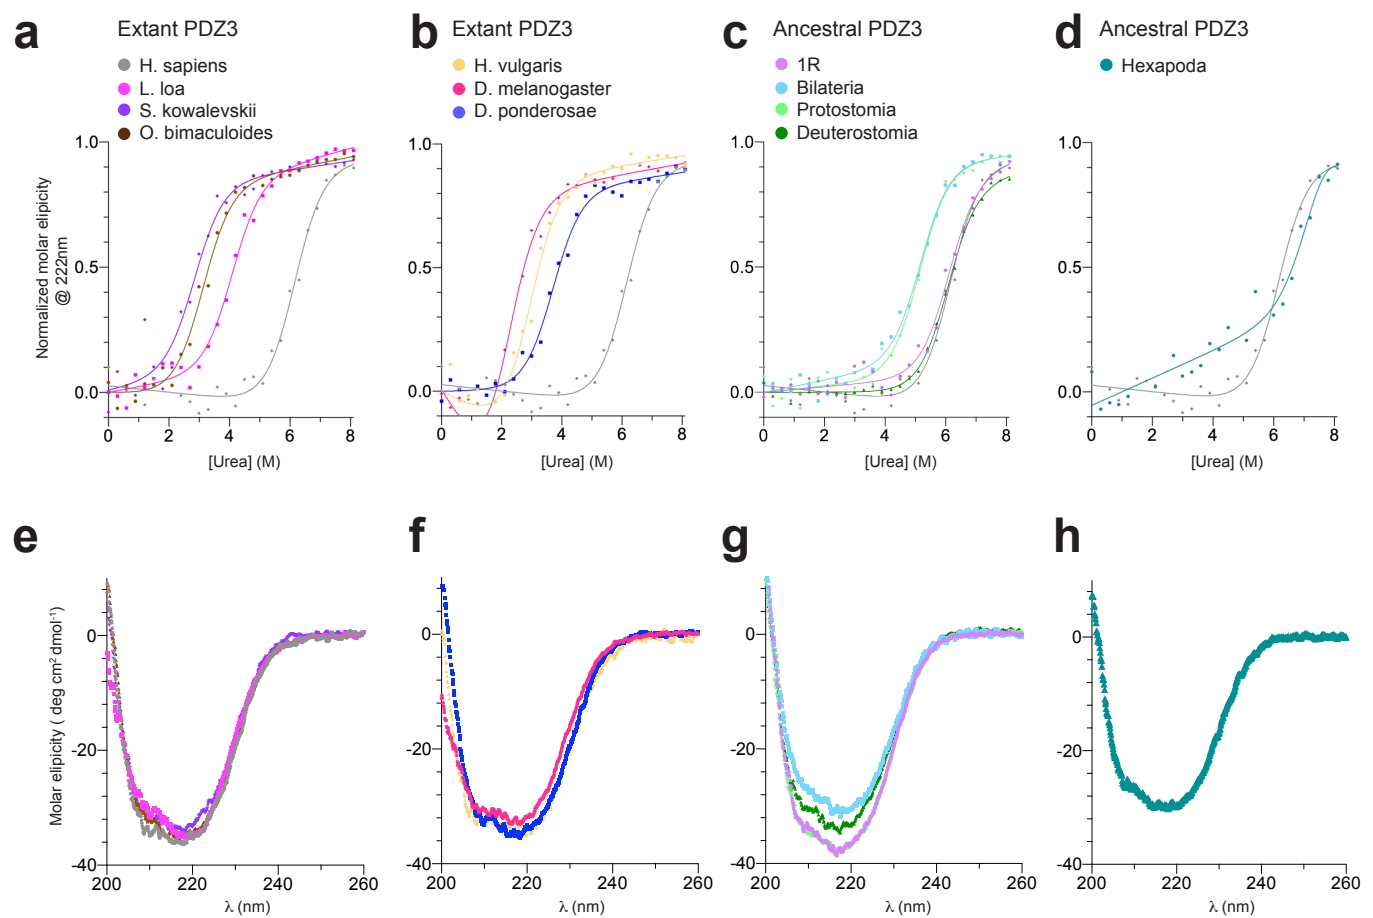 a Extant PDZ3
H. sapiens
L. loa
S. kowalevskii
O. bimaculoides
b Extant PDZ3
H. vulgaris
D. melanogaster
D. ponderosae
c Ancestral PDZ3
1R
Bilateria
Protostomia
Deuterostomia
d Ancestral PDZ3
Hexapoda
Normalized molar elipicity
@ 222nm
1.0
0.5
0.0
0 2 4 6 8
[Urea] (M)
1.0
0.5
0.0
0 2 4 6 8
[Urea] (M)
1.0
0.5
0.0
0 2 4 6 8
[Urea] (M)
1.0
0.5
0.0
0 2 4 6 8
[Urea] (M)
e
Molar elipicity ( deg cm² dmol⁻¹)
0
-20
-40
200 220 240 260
λ (nm)
f
0
-20
-40
200 220 240 260
λ (nm)
g
0
-20
-40
200 220 240 260
λ (nm)
h
0
-20
-40
200 220 240 260
λ (nm)